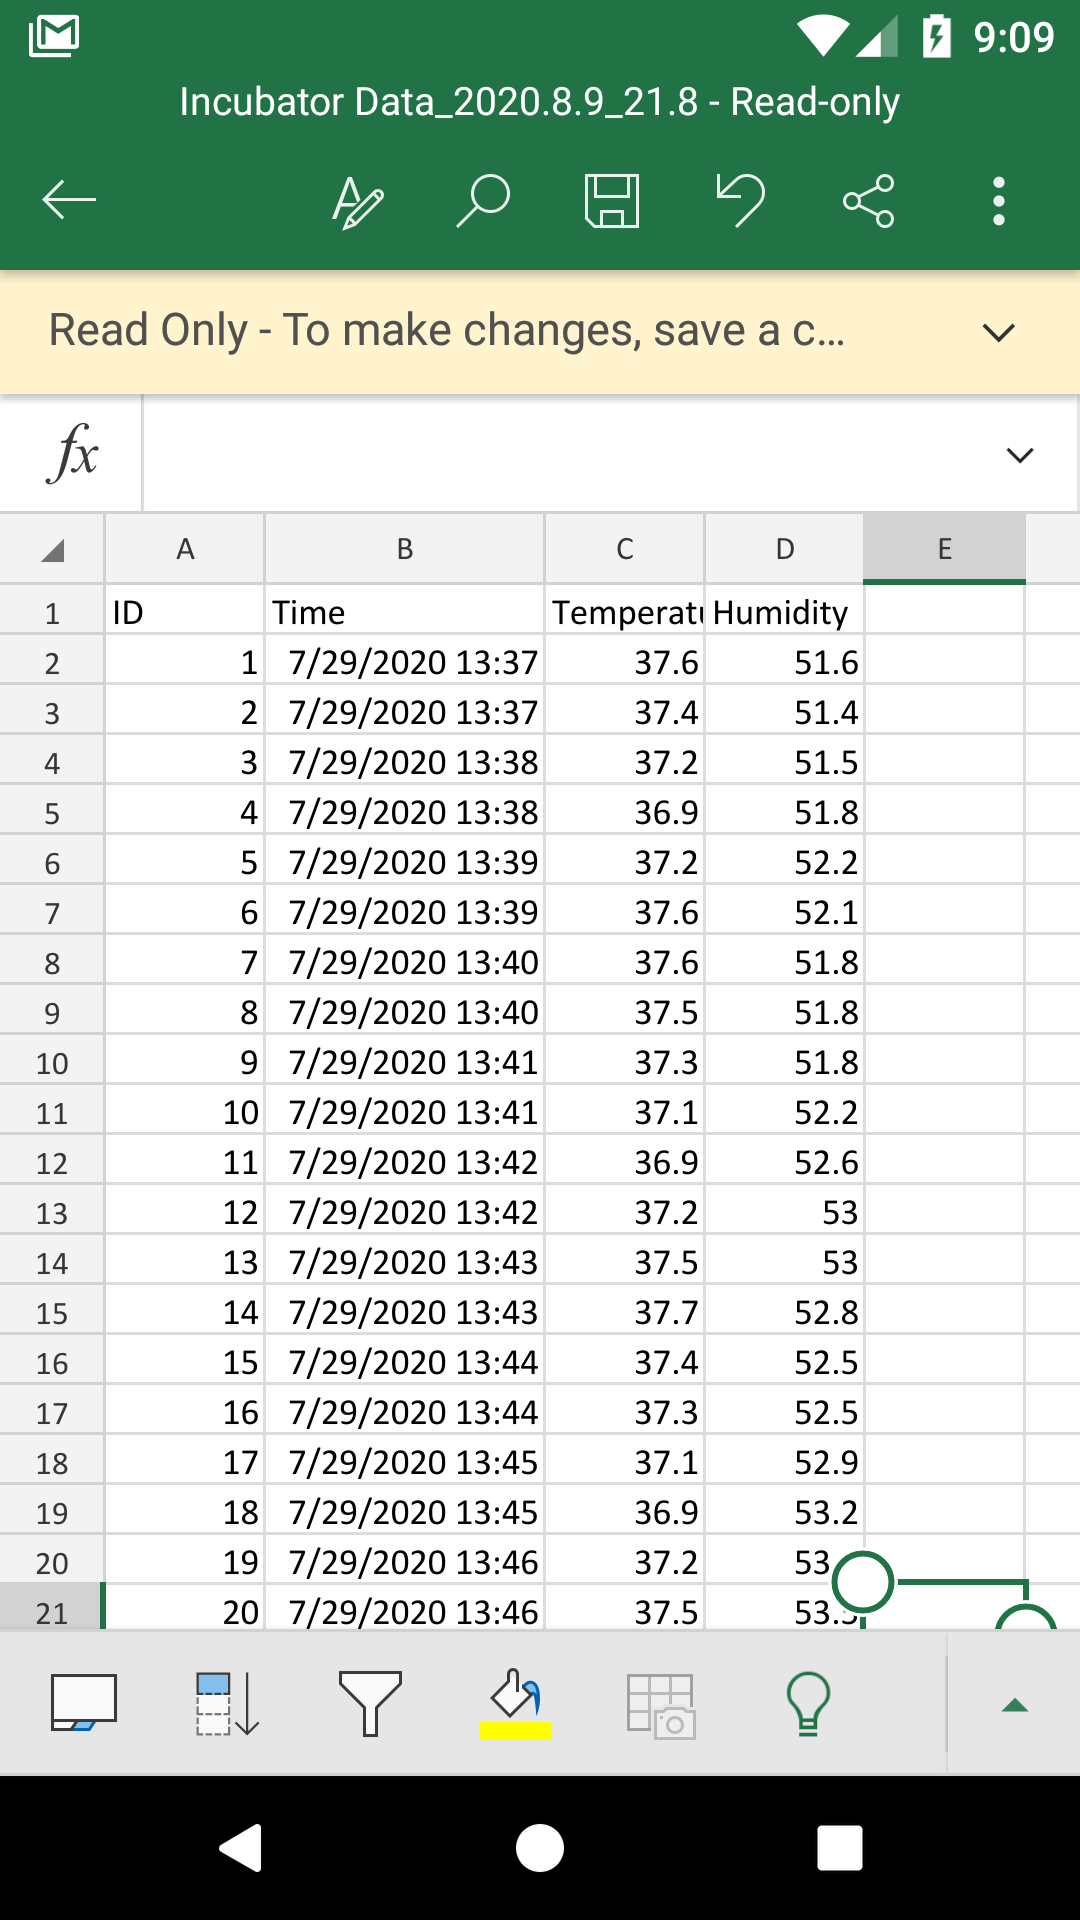 9:09
Incubator Data_2020.8.9_21.8 - Read-only
Read Only - To make changes, save a c...
fx
A B C D E
1 ID Time Temperatu Humidity
2 1 7/29/2020 13:37 37.6 51.6
3 2 7/29/2020 13:37 37.4 51.4
4 3 7/29/2020 13:38 37.2 51.5
5 4 7/29/2020 13:38 36.9 51.8
6 5 7/29/2020 13:39 37.2 52.2
7 6 7/29/2020 13:39 37.6 52.1
8 7 7/29/2020 13:40 37.6 51.8
9 8 7/29/2020 13:40 37.5 51.8
10 9 7/29/2020 13:41 37.3 51.8
11 10 7/29/2020 13:41 37.1 52.2
12 11 7/29/2020 13:42 36.9 52.6
13 12 7/29/2020 13:42 37.2 53
14 13 7/29/2020 13:43 37.5 53
15 14 7/29/2020 13:43 37.7 52.8
16 15 7/29/2020 13:44 37.4 52.5
17 16 7/29/2020 13:44 37.3 52.5
18 17 7/29/2020 13:45 37.1 52.9
19 18 7/29/2020 13:45 36.9 53.2
20 19 7/29/2020 13:46 37.2
21 20 7/29/2020 13:46 37.5